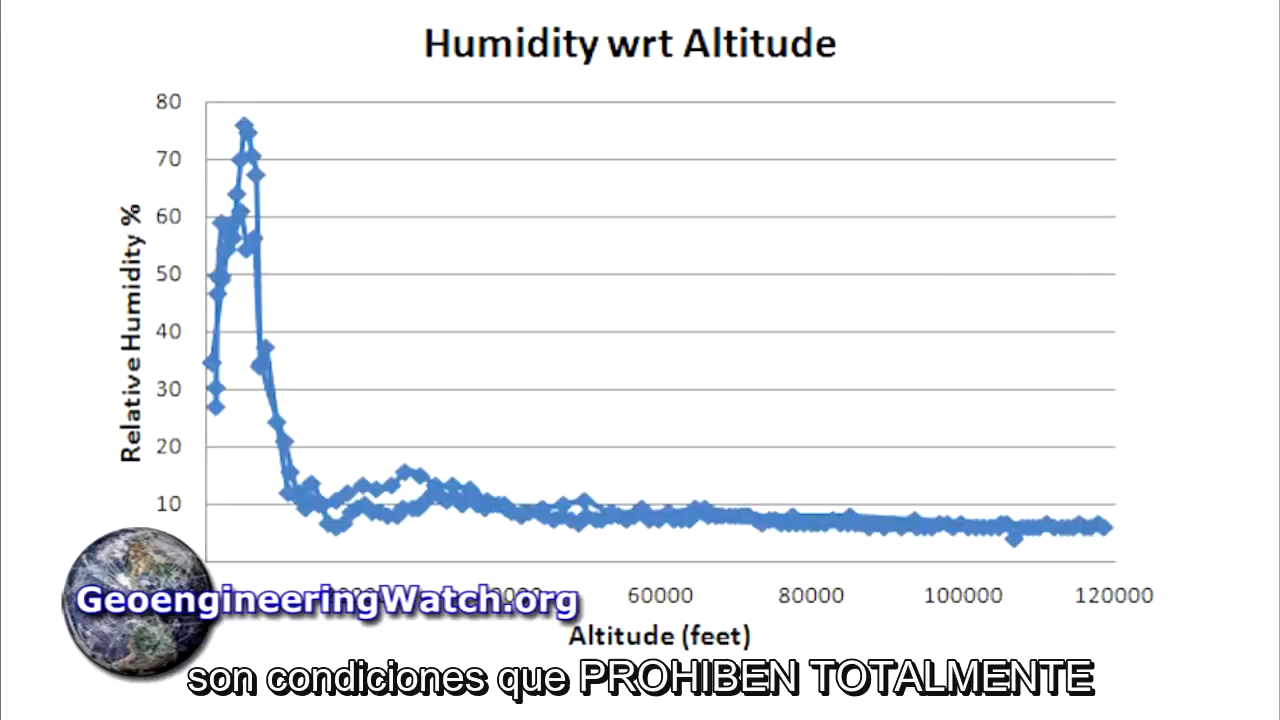 Humidity wrt Altitude
80
70
60
50
40
30
20
10
Relative Humidity %
GeoengineeringWatch.org
60000
80000
100000
120000
Altitude (feet)
son condiciones que PROHIBEN TOTALMENTE